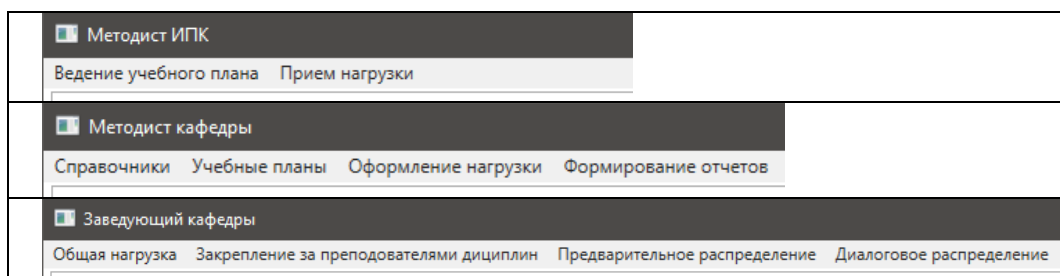 Методист ИПК
Ведение учебного плана Прием нагрузки
Методист кафедры
Справочники Учебные планы Оформление нагрузки Формирование отчетов
Заведующий кафедры
Общая нагрузка Закрепление за преподователями дициплин Предварительное распределение Диалоговое распределение